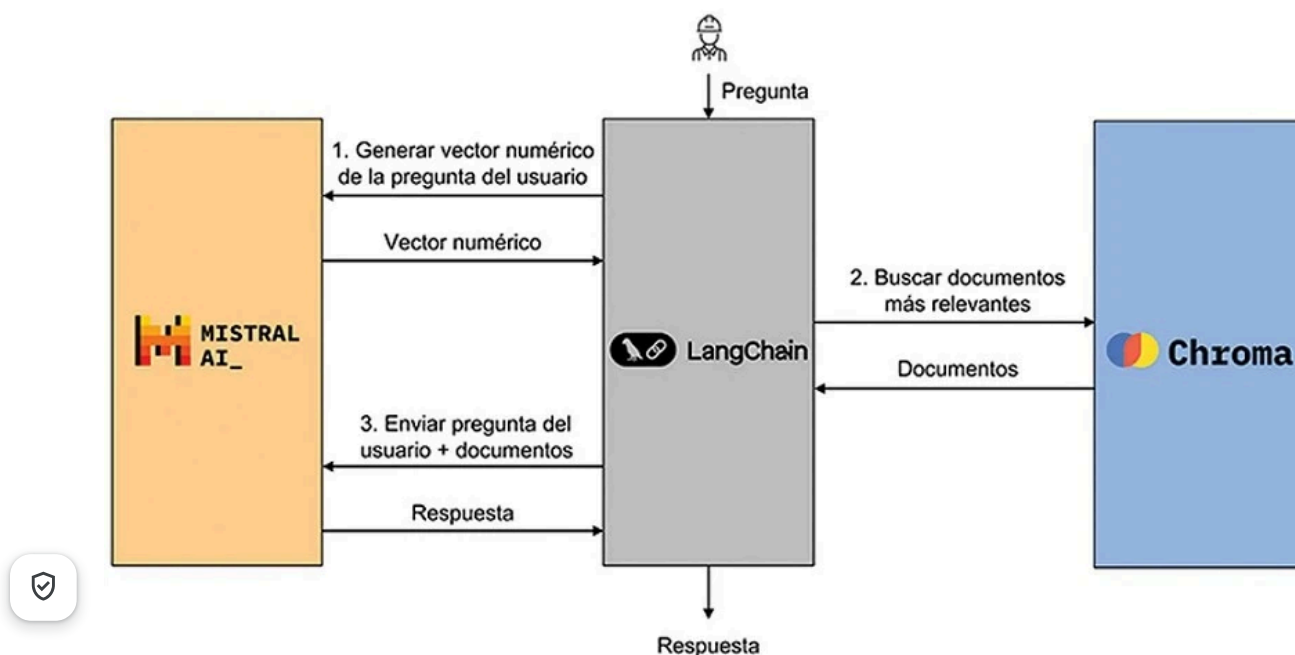 Pregunta
1. Generar vector numérico
de la pregunta del usuario
Vector numérico
2. Buscar documentos
más relevantes
MISTRAL
AI_
LangChain
Chroma
Documentos
3. Enviar pregunta del
usuario + documentos
Respuesta
Respuesta